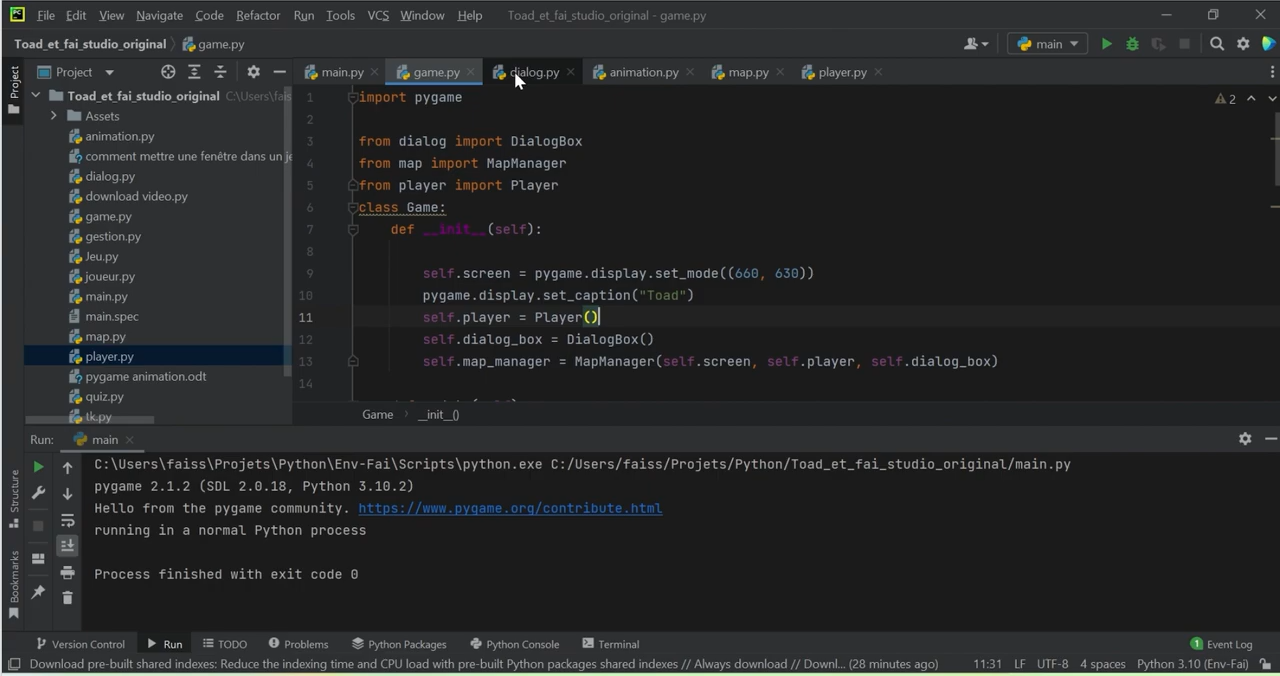 File Edit View Navigate Code Refactor Run Tools VCS Window Help Toad_et_fai_studio_original - game.py
Toad_et_fai_studio_original game.py main
Project main.py game.py dialog.py animation.py map.py player.py
Project
Toad_et_fai_studio_original C:\Users\fais
Assets
animation.py
comment mettre une fenêtre dans un je
dialog.py
download video.py
game.py
gestion.py
Jeu.py
joueur.py
main.py
main.spec
map.py
player.py
pygame animation.odt
quiz.py
tk.py
1 import pygame
2
3 from dialog import DialogBox
4 from map import MapManager
5 from player import Player
6 class Game:
7 def __init__(self):
8
9 self.screen = pygame.display.set_mode((660, 630))
10 pygame.display.set_caption("Toad")
11 self.player = Player()
12 self.dialog_box = DialogBox()
13 self.map_manager = MapManager(self.screen, self.player, self.dialog_box)
14
2
Game __init__()
Run: main
C:\Users\faiss\Projets\Python\Env-Fai\Scripts\python.exe C:/Users/faiss/Projets/Python/Toad_et_fai_studio_original/main.py
pygame 2.1.2 (SDL 2.0.18, Python 3.10.2)
Hello from the pygame community. https://www.pygame.org/contribute.html
running in a normal Python process
Process finished with exit code 0
Structure
Bookmarks
Version Control Run TODO Problems Python Packages Python Console Terminal 1 Event Log
Download pre-built shared indexes: Reduce the indexing time and CPU load with pre-built Python packages shared indexes // Always download // Downl... (28 minutes ago) 11:31 LF UTF-8 4 spaces Python 3.10 (Env-Fai)